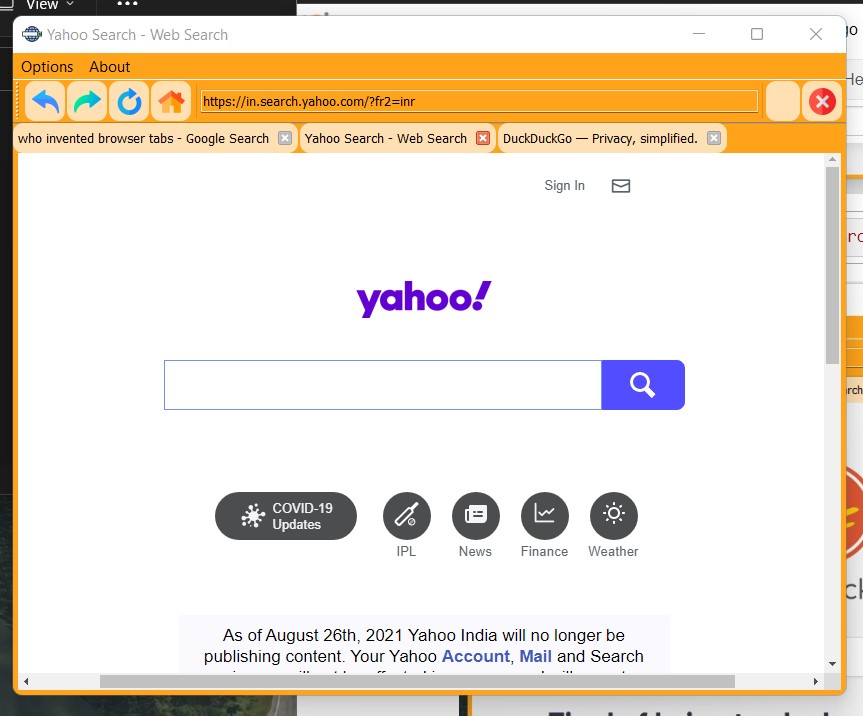 View
Yahoo Search - Web Search
Options About
https://in.search.yahoo.com/?fr2=inr
who invented browser tabs - Google Search
Yahoo Search - Web Search
DuckDuckGo — Privacy, simplified.
Sign In
yahoo!
COVID-19
Updates
IPL
News
Finance
Weather
As of August 26th, 2021 Yahoo India will no longer be
publishing content. Your Yahoo Account, Mail and Search